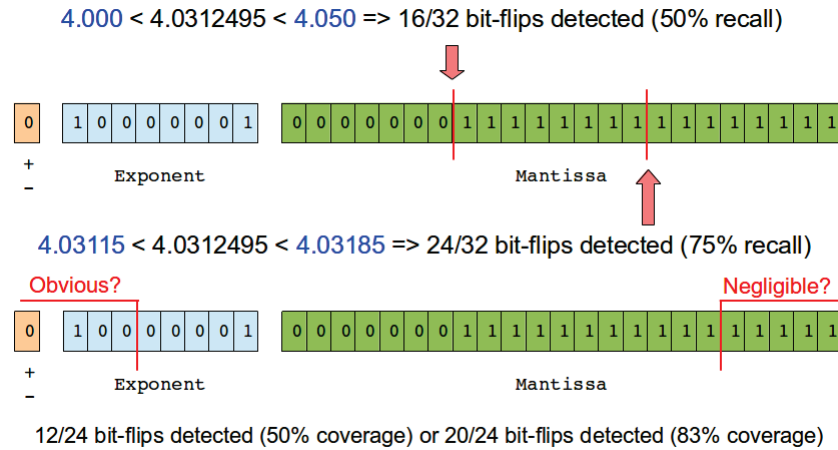 4.000 < 4.0312495 < 4.050 => 16/32 bit-flips detected (50% recall)
0 1 0 0 0 0 0 0 1 0 0 0 0 0 0 0 1 1 1 1 1 1 1 1 1 1 1 1 1 1 1 1
+
-
Exponent Mantissa
4.03115 < 4.0312495 < 4.03185 => 24/32 bit-flips detected (75% recall)
Obvious? Negligible?
0 1 0 0 0 0 0 0 1 0 0 0 0 0 0 0 1 1 1 1 1 1 1 1 1 1 1 1 1 1 1 1
+
-
Exponent Mantissa
12/24 bit-flips detected (50% coverage) or 20/24 bit-flips detected (83% coverage)